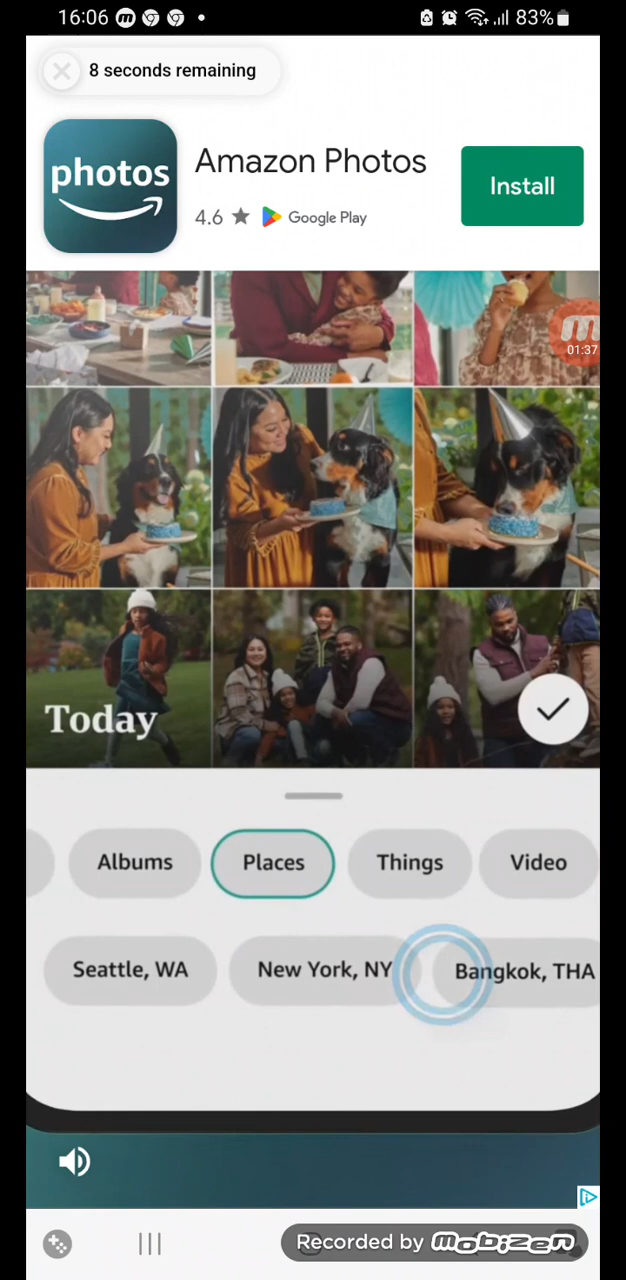 16:06
83%
8 seconds remaining
photos
Amazon Photos
4.6 ★ Google Play
Install
01:37
Today
Albums
Places
Things
Video
Seattle, WA
New York, NY
Bangkok, THA
Recorded by mobizen